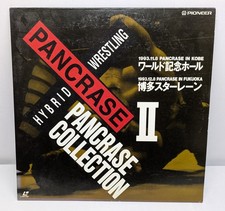 PIONEER
HYBRID WRESTLING
PANCRASE
PANCRASE
COLLECTION
II
1993.11.8 PANCRASE IN KOBE
ワールド記念ホール
1993.12.8 PANCRASE IN FUKUOKA
博多スターレーン